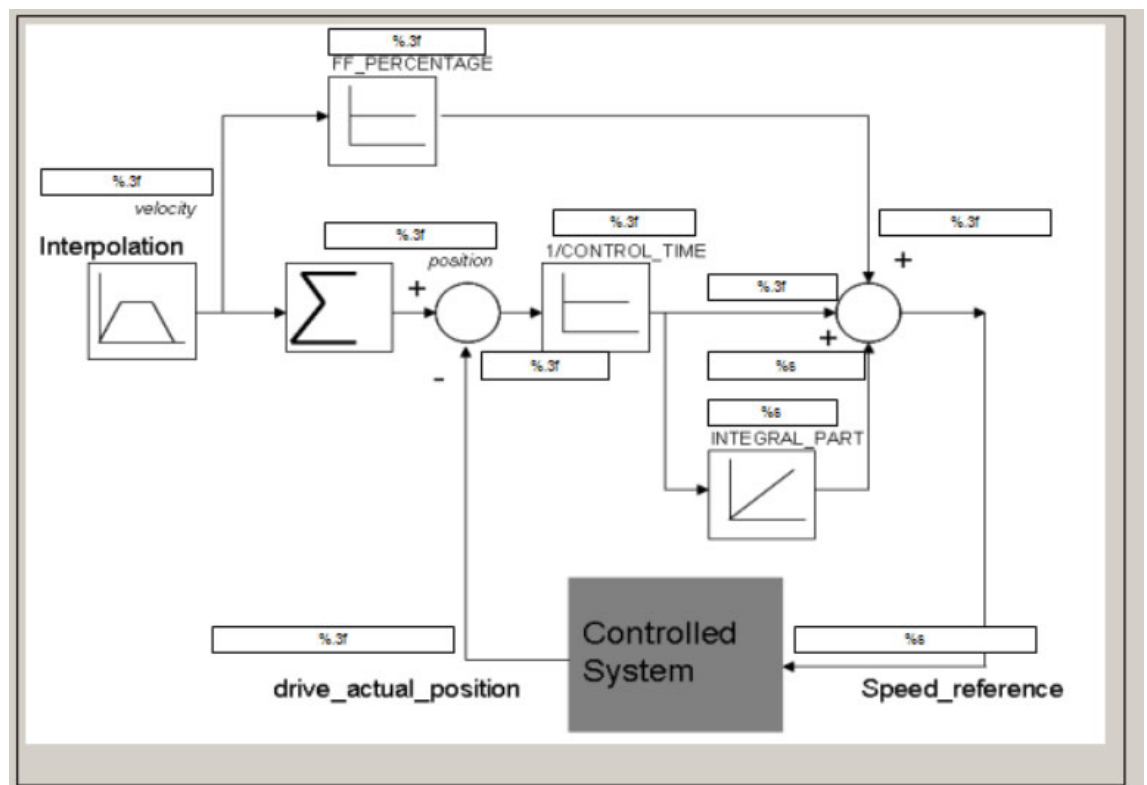 %.3f
FF_PERCENTAGE
%.3f
velocity
%.3f
position
%.3f
1/CONTROL_TIME
%.3f
+
Interpolation
+
%.3f
+
-
%.3f
%s
%s
INTEGRAL_PART
Controlled
System
%.3f
drive_actual_position
%s
Speed_reference